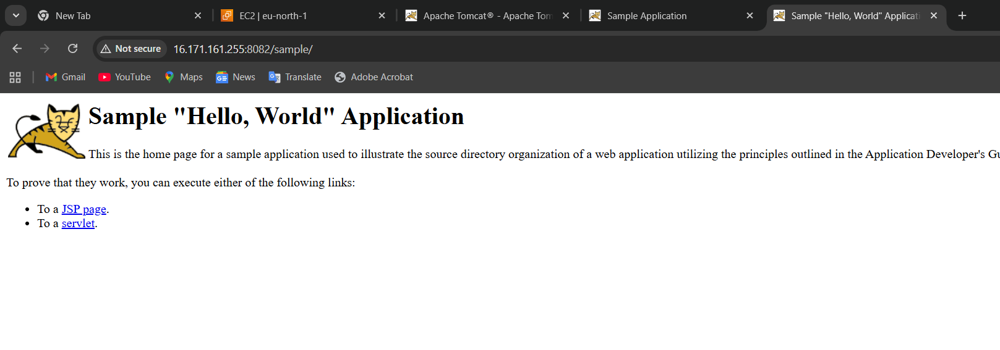 New Tab
EC2 | eu-north-1
Apache Tomcat® - Apache Tom
Sample Application
Sample "Hello, World" Applicati
Not secure
16.171.161.255:8082/sample/
Gmail
YouTube
Maps
News
Translate
Adobe Acrobat
Sample "Hello, World" Application
This is the home page for a sample application used to illustrate the source directory organization of a web application utilizing the principles outlined in the Application Developer's Gu
To prove that they work, you can execute either of the following links:
• To a JSP page.
• To a servlet.